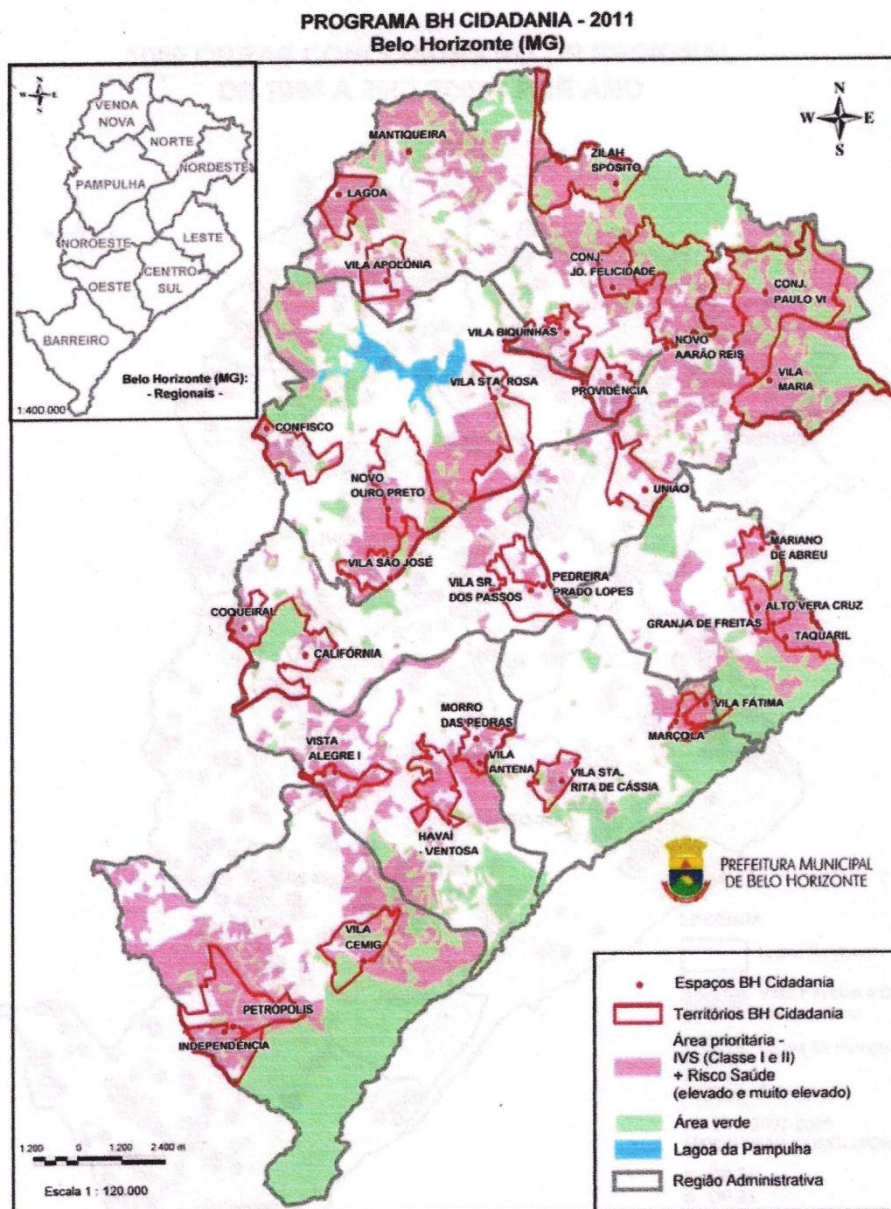 PROGRAMA BH CIDADANIA - 2011
Belo Horizonte (MG)
N
W E
S
VENDA
NOVA
NORTE
NORDESTE
PAMPULHA
NOROESTE
LESTE
CENTRO
SUL
OESTE
BARREIRO
Belo Horizonte (MG):
- Regionais -
1:400.000
N
W E
S
MANTIQUEIRA
ZILAH
SPÓSITO
LAGOA
VILA APOLÔNIA
CONJ.
JD. FELICIDADE
CONJ.
PAULO VI
VILA BIQUINHAS
NOVO
AARÃO REIS
VILA STA. ROSA
PROVIDÊNCIA
VILA
MARIA
CONFISCO
NOVO
OURO PRETO
UNIÃO
MARIANO
DE ABREU
VILA SÃO JOSÉ
VILA SR.
DOS PASSOS
PEDREIRA
PRADO LOPES
COQUEIRAL
ALTO VERA CRUZ
GRANJA DE FREITAS
TAQUARIL
CALIFÓRNIA
VILA FÁTIMA
MORRO
DAS PEDRAS
MARÇOLA
VISTA
ALEGRE I
VILA
ANTENA
VILA STA.
RITA DE CÁSSIA
HAVAÍ
- VENTOSA
PREFEITURA MUNICIPAL
DE BELO HORIZONTE
VILA
CEMIG
PETRÓPOLIS
INDEPENDÊNCIA
Espaços BH Cidadania
Territórios BH Cidadania
Área prioritária -
IVS (Classe I e II)
+ Risco Saúde
(elevado e muito elevado)
Área verde
Lagoa da Pampulha
Região Administrativa
1.200 0 1.200 2.400 m
Escala 1 : 120.000